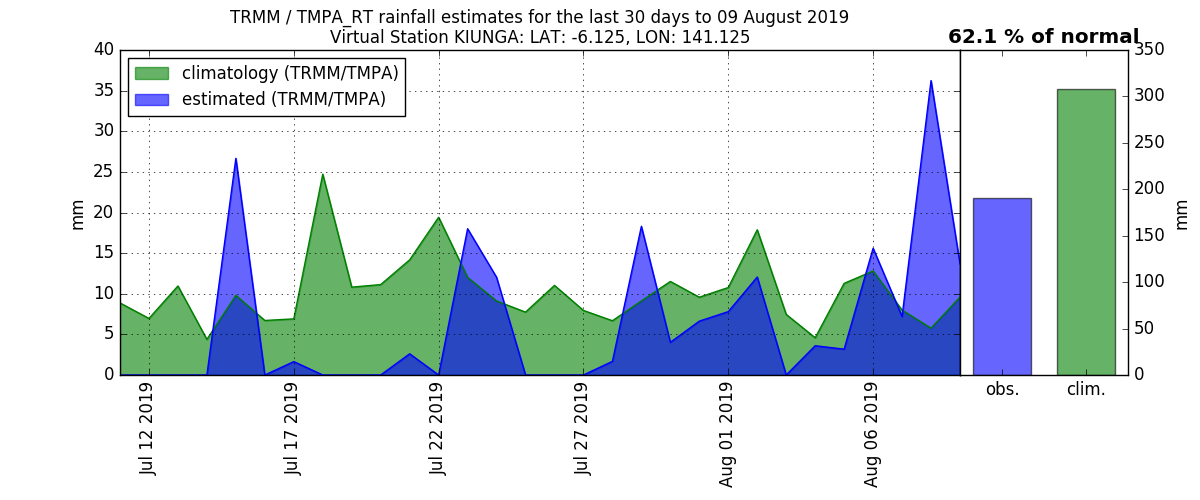 TRMM / TMPA_RT rainfall estimates for the last 30 days to 09 August 2019
Virtual Station KIUNGA: LAT: -6.125, LON: 141.125
62.1 % of normal
climatology (TRMM/TMPA)
estimated (TRMM/TMPA)
mm
40
35
30
25
20
15
10
5
0
Jul 12 2019
Jul 17 2019
Jul 22 2019
Jul 27 2019
Aug 01 2019
Aug 06 2019
obs.
clim.
350
300
250
200
150
100
50
0
mm